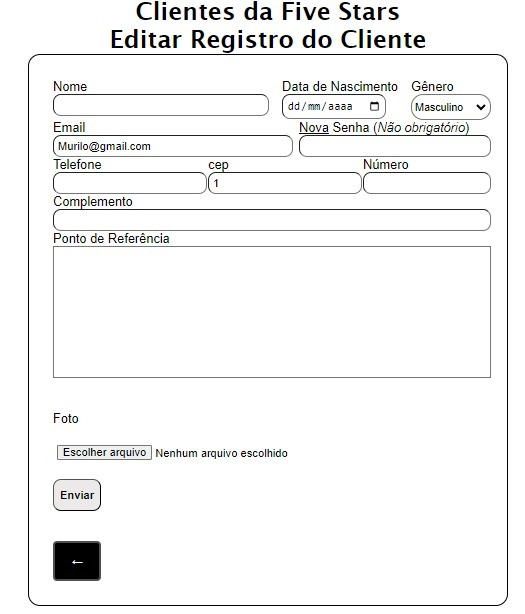 Clientes da Five Stars
Editar Registro do Cliente
Nome Data de Nascimento Gênero
dd/mm/aaaa Masculino
Email Nova Senha (Não obrigatório)
Murilo@gmail.com
Telefone cep Número
1
Complemento
Ponto de Referência
Foto
Escolher arquivo Nenhum arquivo escolhido
Enviar
←